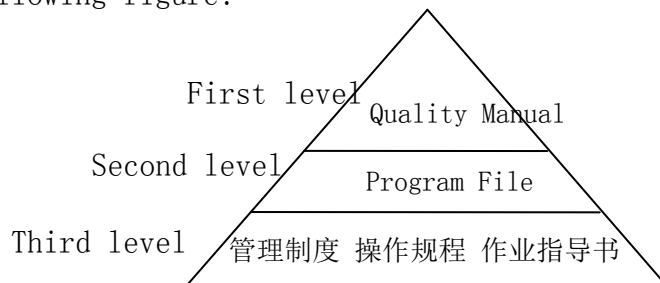 llowing figure:
First level
Quality Manual
Second level
Program File
Third level
管理制度 操作规程 作业指导书